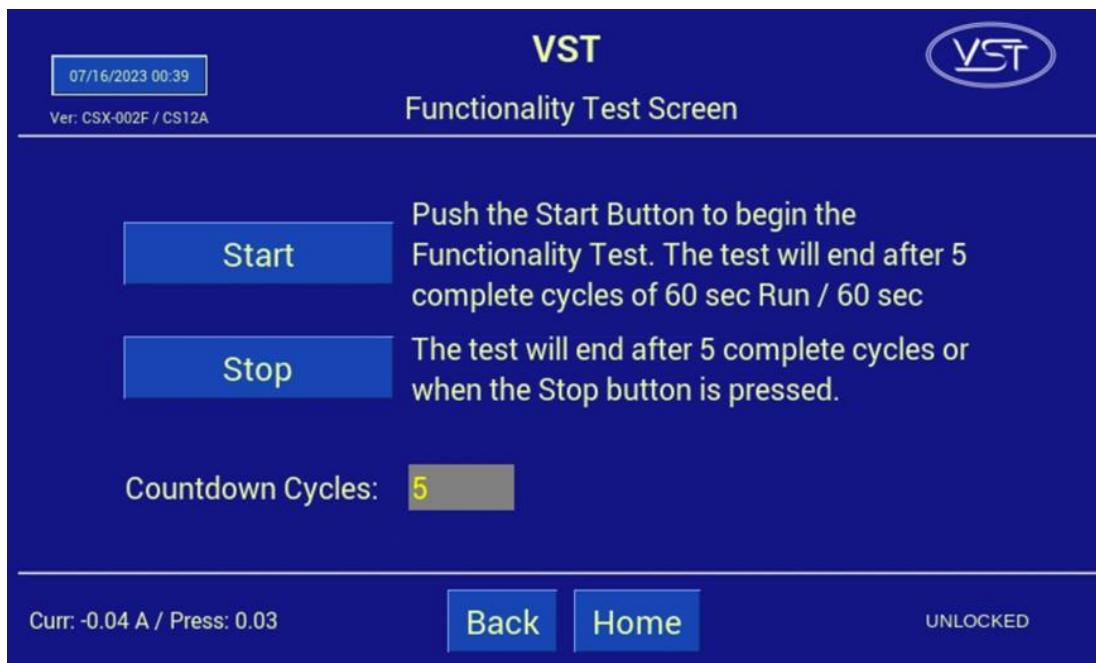 VST
VST
07/16/2023 00:39
Ver: CSX-002F / CS12A
Functionality Test Screen
Start
Push the Start Button to begin the
Functionality Test. The test will end after 5
complete cycles of 60 sec Run / 60 sec
Stop
The test will end after 5 complete cycles or
when the Stop button is pressed.
Countdown Cycles: 5
Curr: -0.04 A / Press: 0.03
Back
Home
UNLOCKED